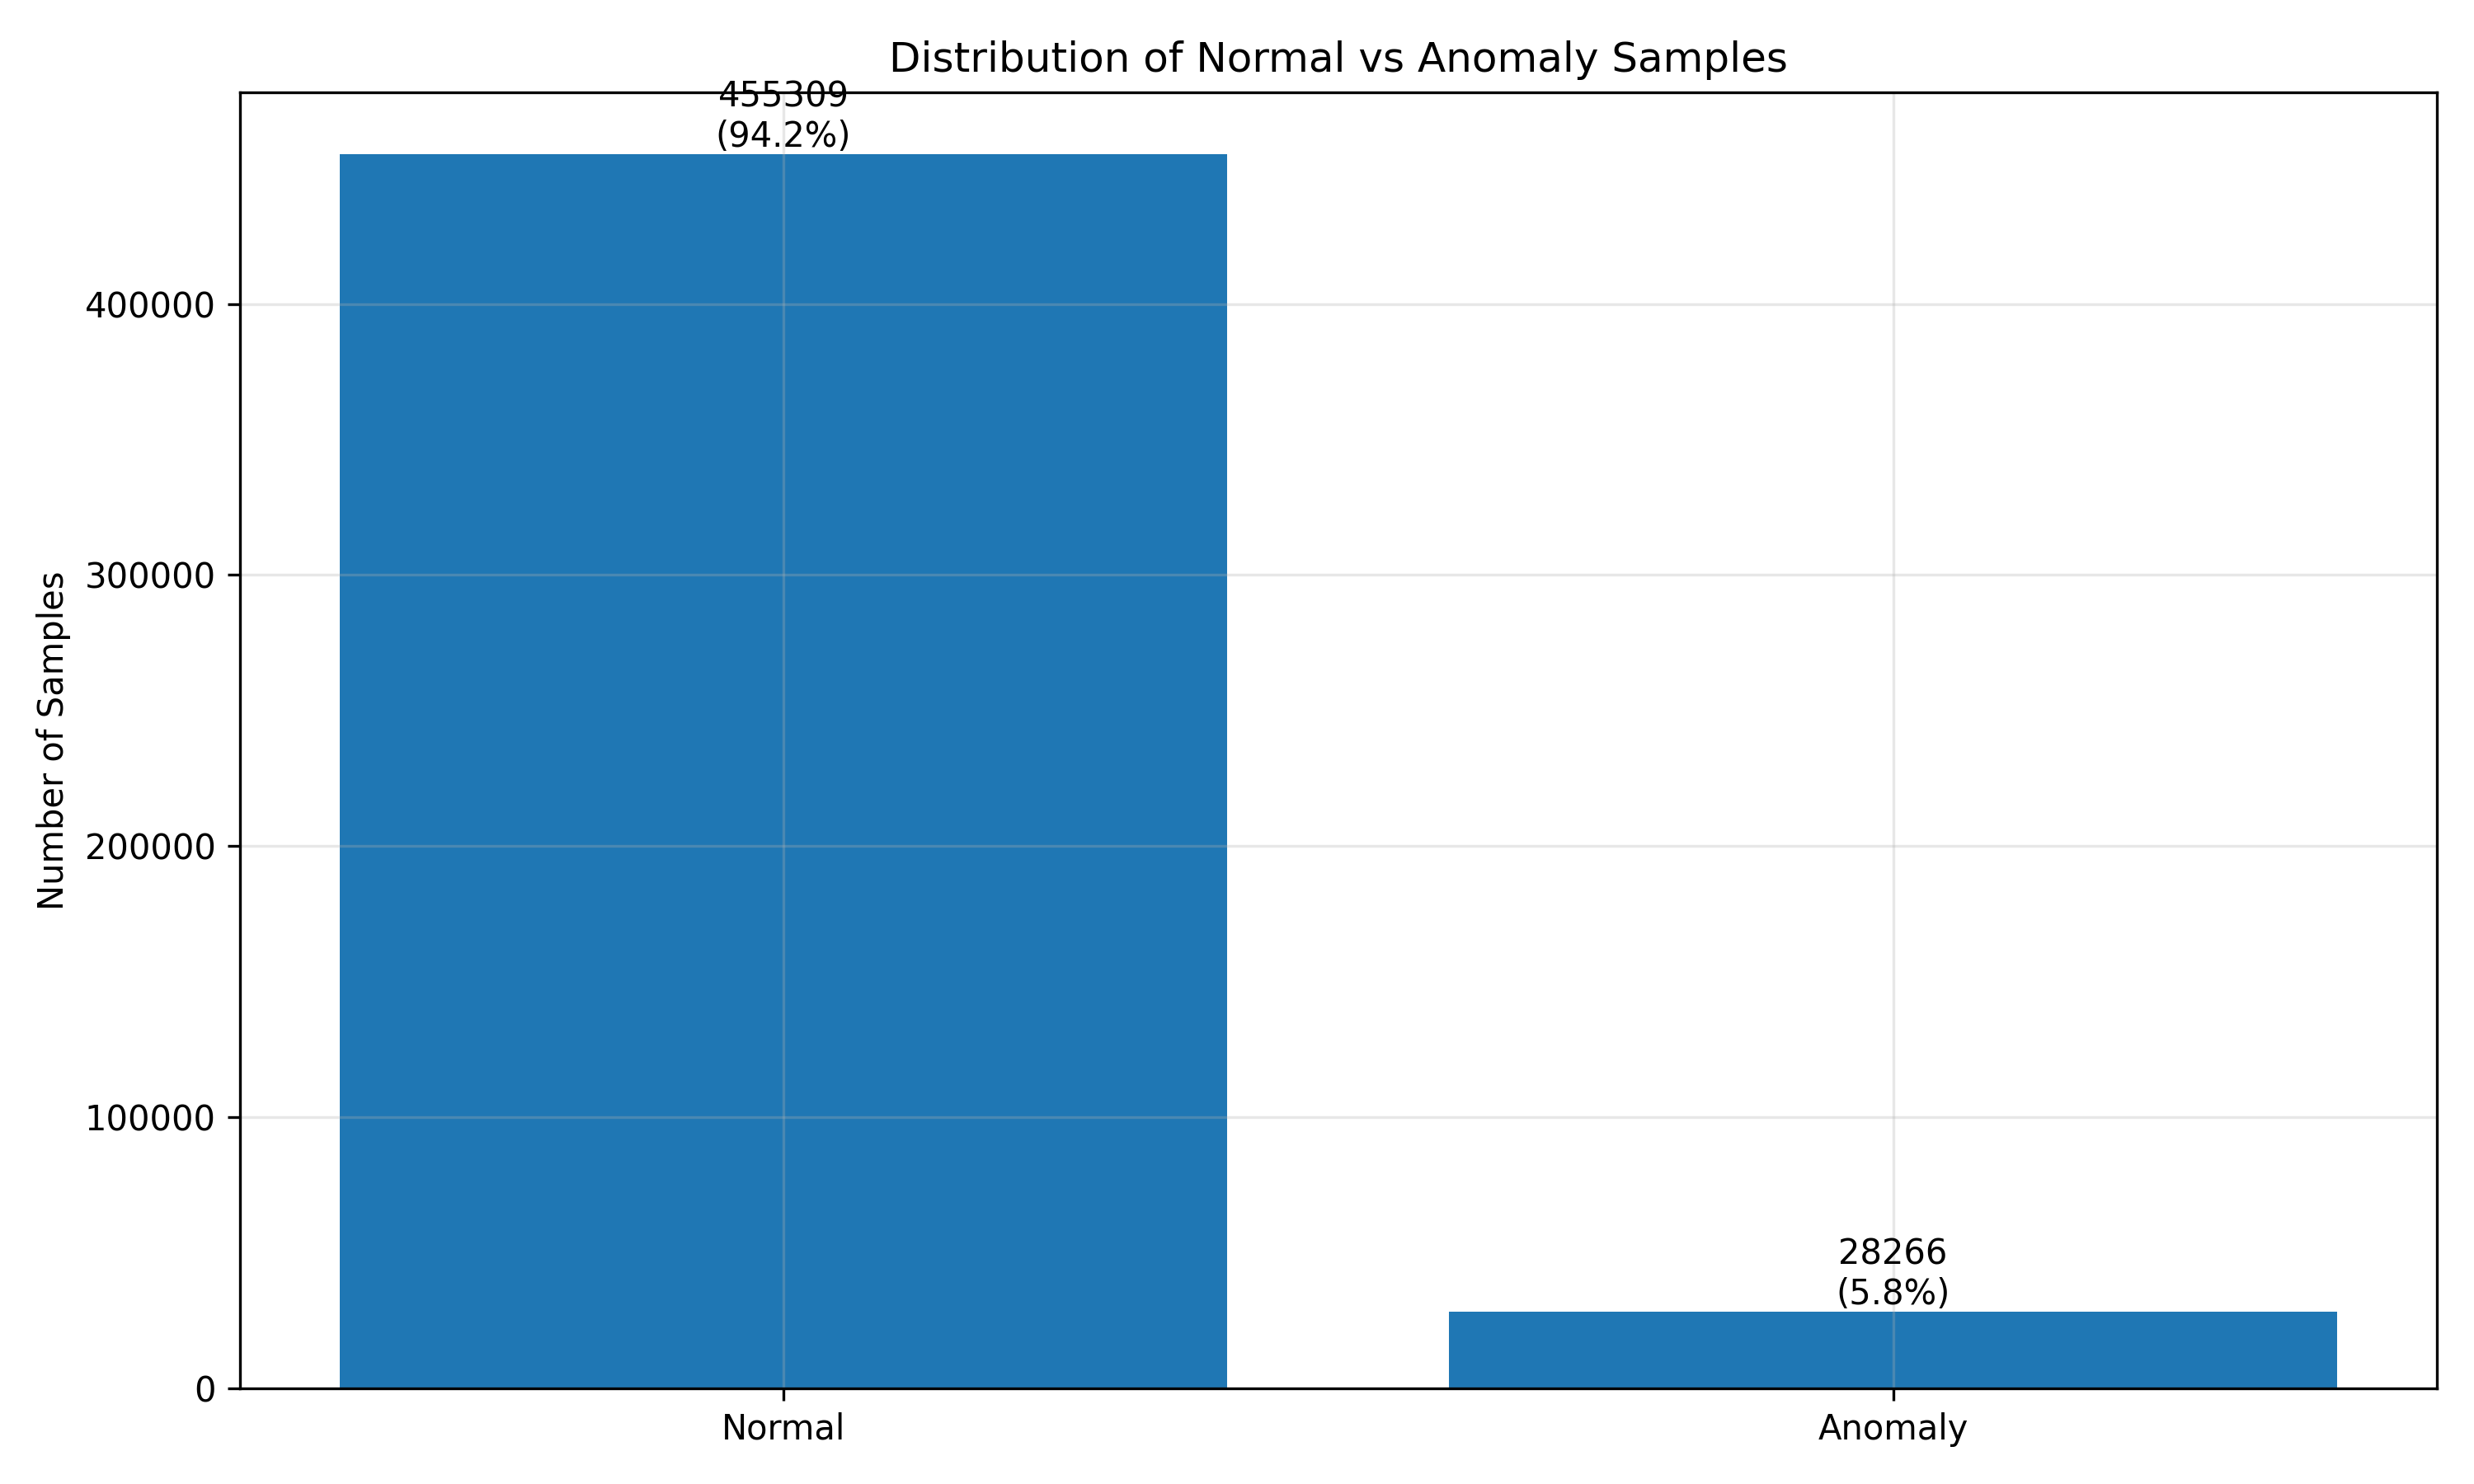 Distribution of Normal vs Anomaly Samples
455309
(94.2%)
400000
300000
200000
100000
0
Number of Samples
28266
(5.8%)
Normal
Anomaly